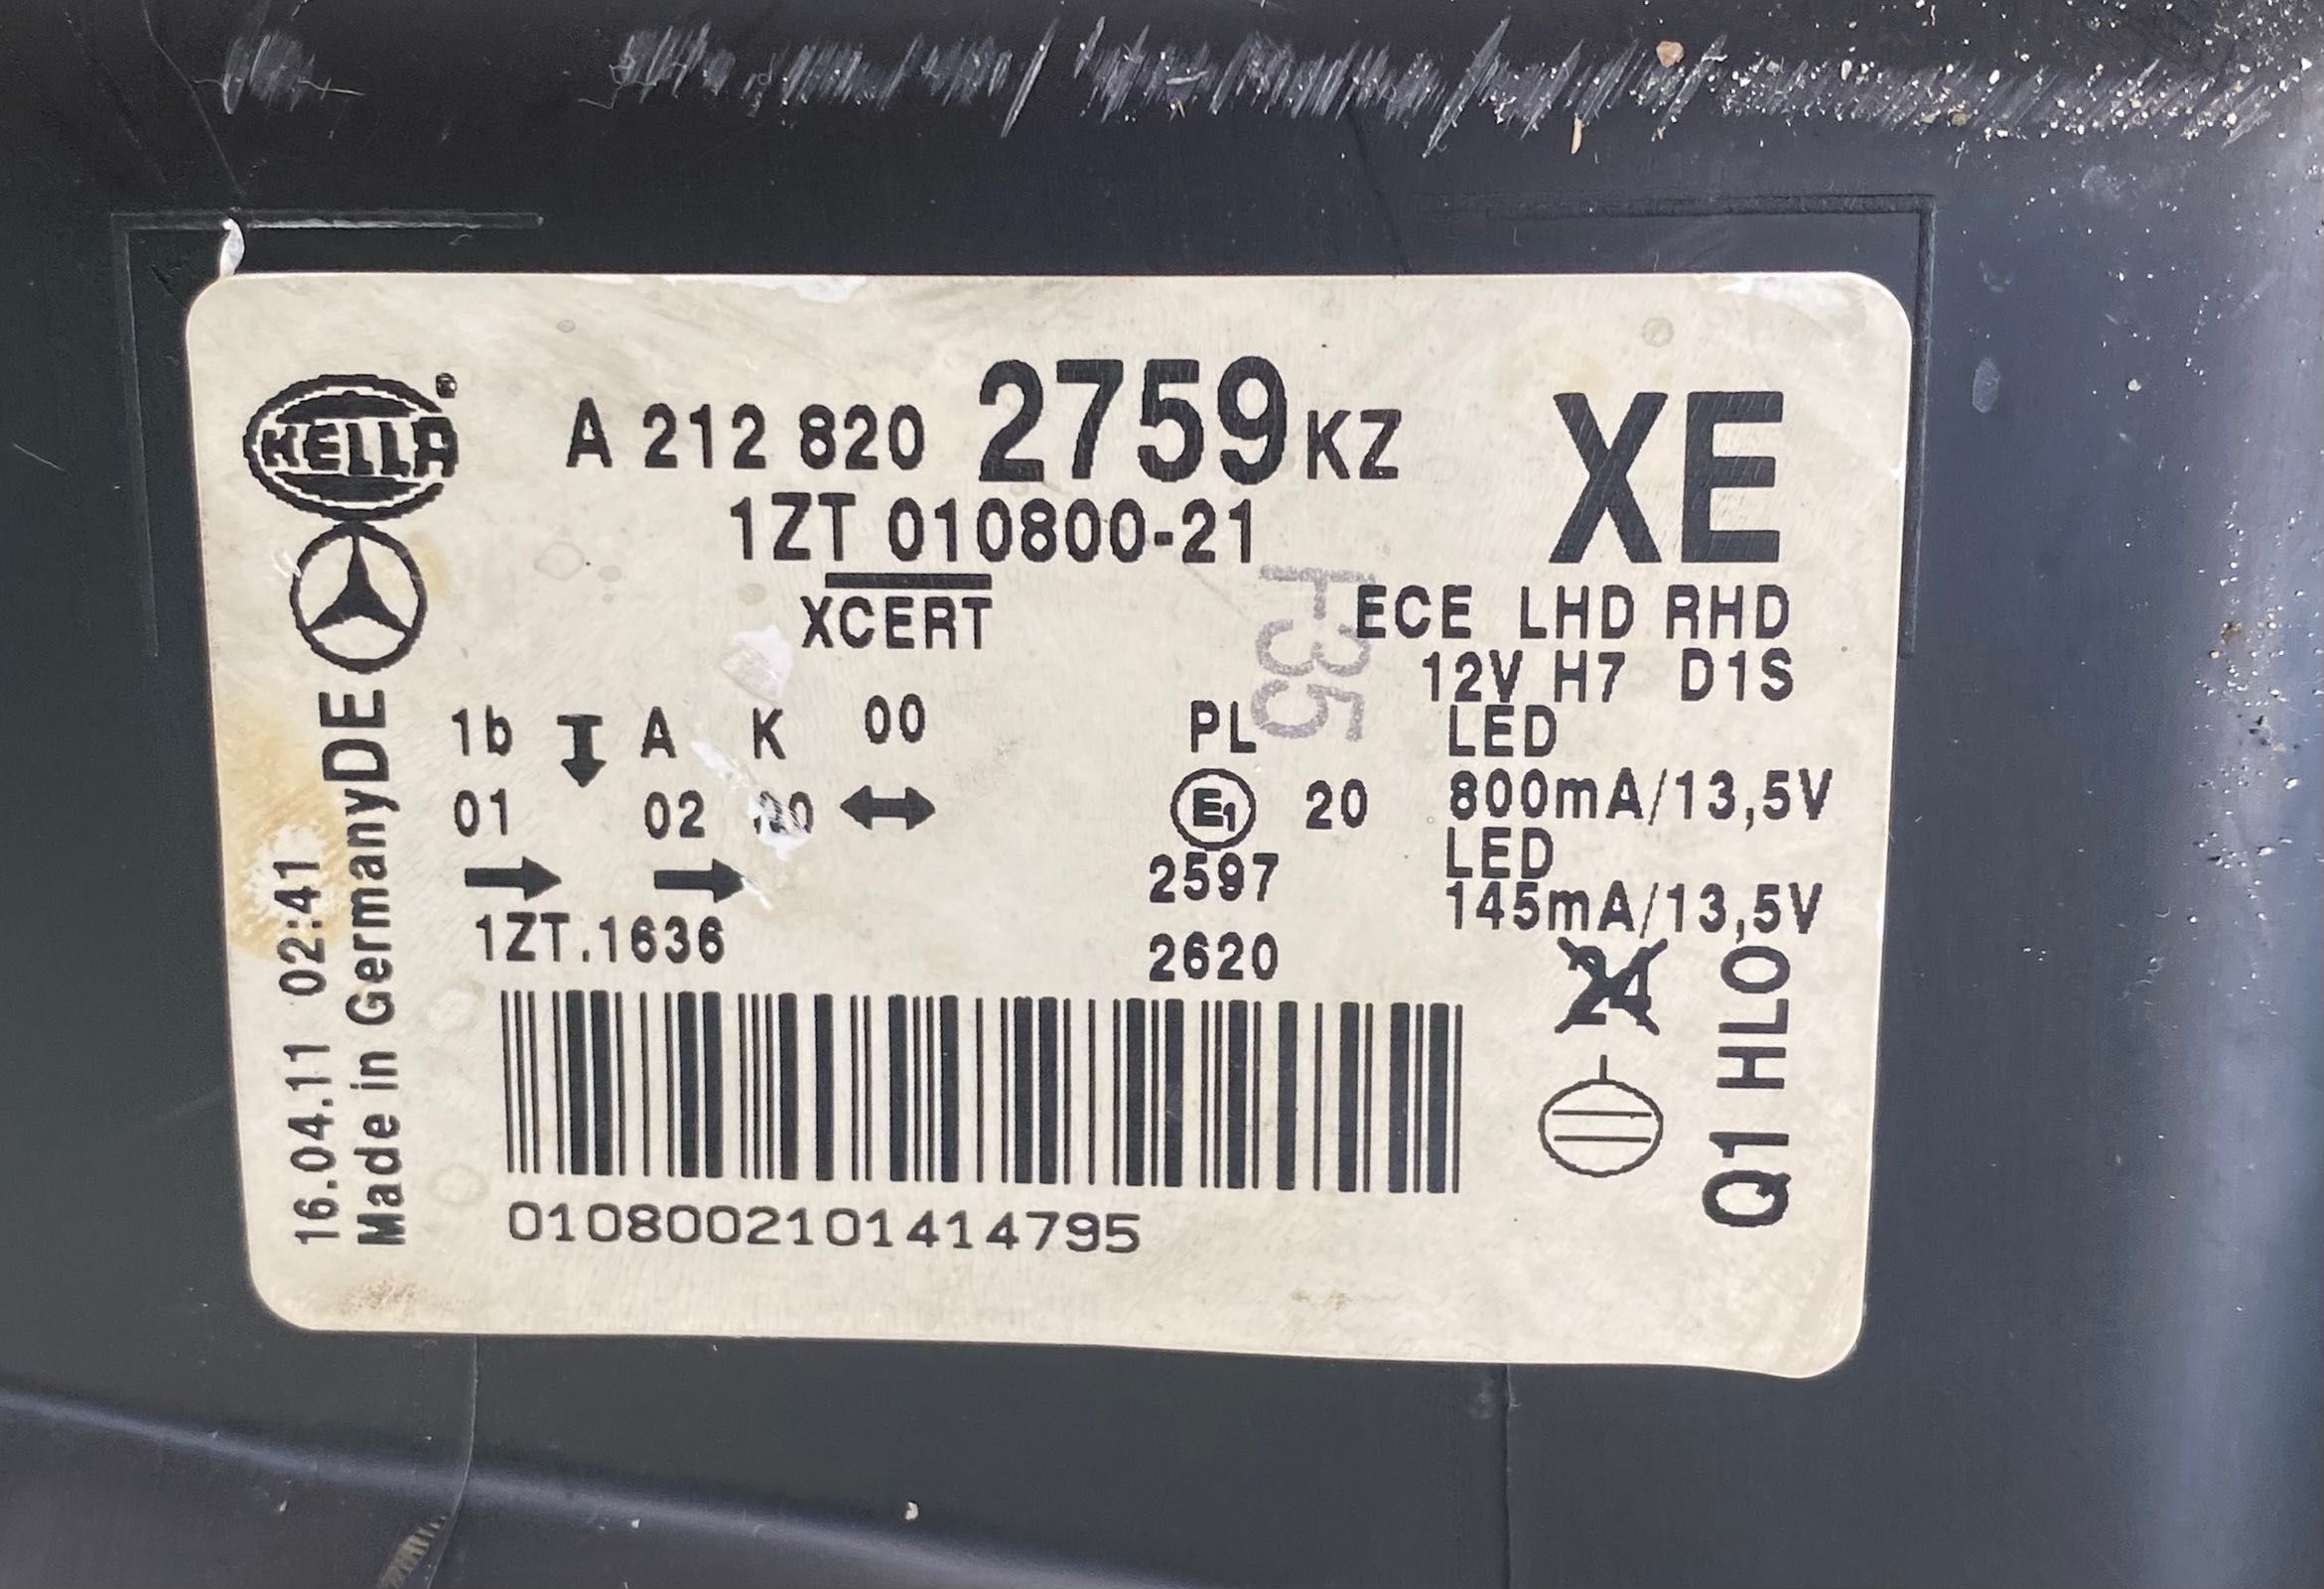 HELLA
A 212 820 2759 KZ
XE
1ZT 010800-21
XCERT
ECE LHD RHD
12V H7 D1S
H35
1b A K 00
PL
LED
01 02
E1 20
800mA/13,5V
LED
2597
145mA/13,5V
1ZT.1636
2620
24
Q1 HLO
16.04.11 02:41
Made in Germany DE
0108002101414795